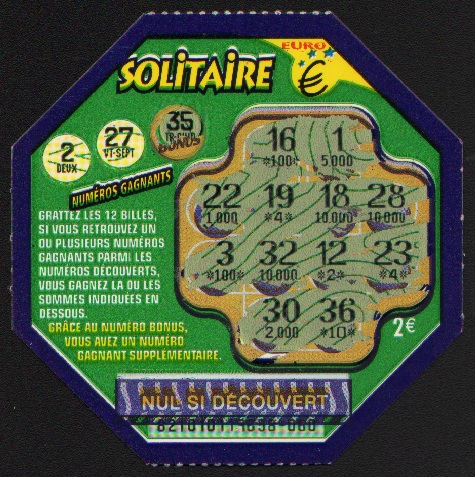 EURO
SOLITAIRE
€
2
DEUX
27
VT-SEPT
35
TR-CINQ
BONUS
NUMÉROS GAGNANTS
GRATTEZ LES 12 BILLES,
SI VOUS RETROUVEZ UN
OU PLUSIEURS NUMÉROS
GAGNANTS PARMI LES
NUMÉROS DÉCOUVERTS,
VOUS GAGNEZ LA OU LES
SOMMES INDIQUÉES EN
DESSOUS.
GRÂCE AU NUMÉRO BONUS,
VOUS AVEZ UN NUMÉRO
GAGNANT SUPPLÉMENTAIRE.
16 1
*100* 5.000
22 19 18 28
1.000 *4* 10.000 10.000
3 32 12 23
*100* 10.000 *2* *4*
30 36
2.000 *10*
2€
NUL SI DÉCOUVERT